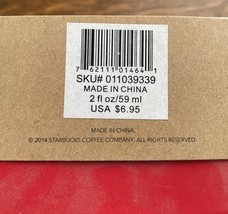 7 62111 01464 1
SKU# 011039339
MADE IN CHINA
2 fl oz/59 ml
USA $6.95
MADE IN CHINA.
© 2014 STARBUCKS COFFEE COMPANY. ALL RIGHTS RESERVED.